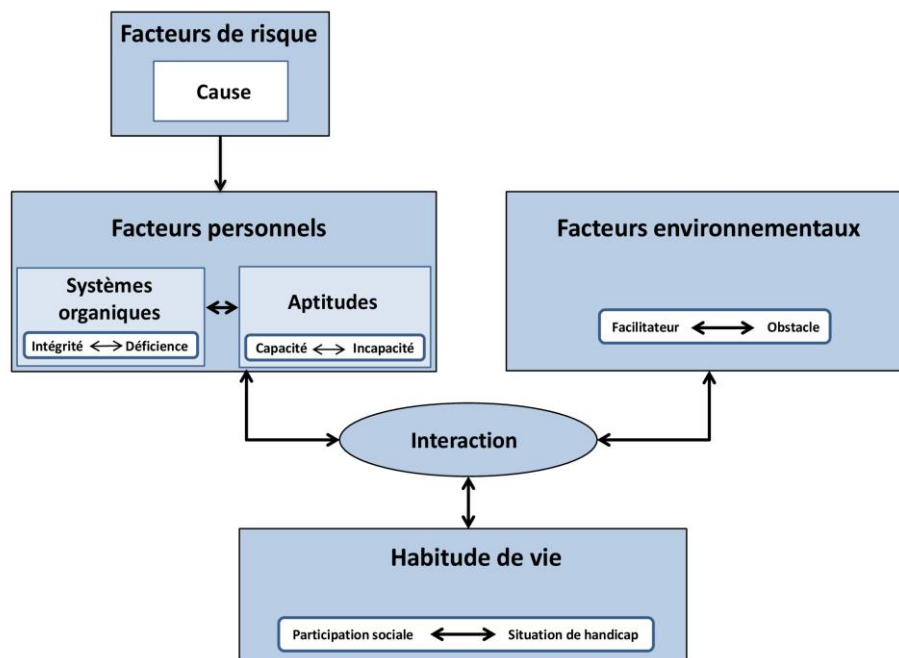 Facteurs de risque
Cause
Facteurs personnels
Systèmes
organiques
Intégrité Déficience
Aptitudes
Capacité Incapacité
Facteurs environnementaux
Facilitateur Obstacle
Interaction
Habitude de vie
Participation sociale Situation de handicap